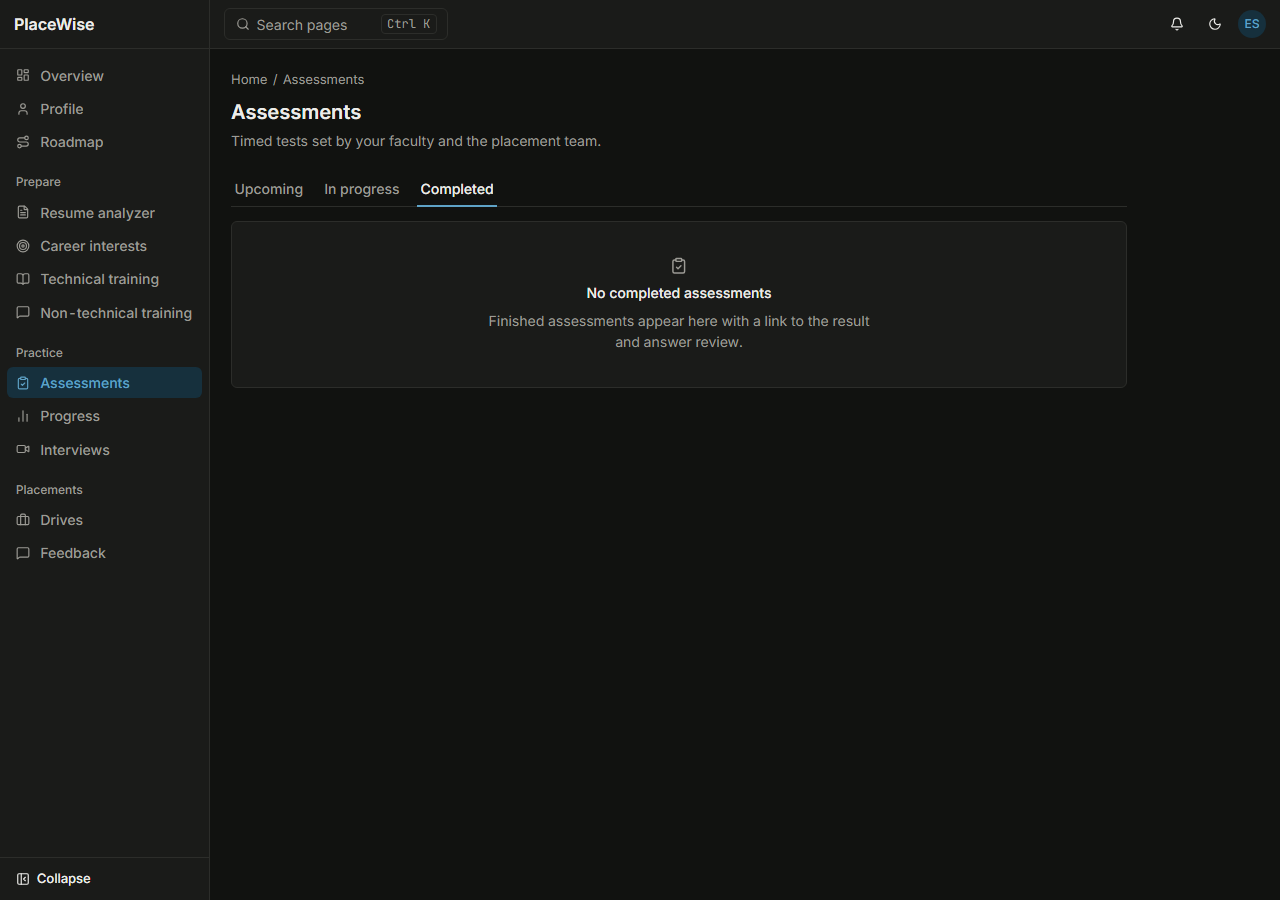 PlaceWise
Search pages
Ctrl K
ES
Overview
Profile
Roadmap
Prepare
Resume analyzer
Career interests
Technical training
Non-technical training
Practice
Assessments
Progress
Interviews
Placements
Drives
Feedback
Collapse
Home / Assessments
Assessments
Timed tests set by your faculty and the placement team.
Upcoming
In progress
Completed
No completed assessments
Finished assessments appear here with a link to the result
and answer review.